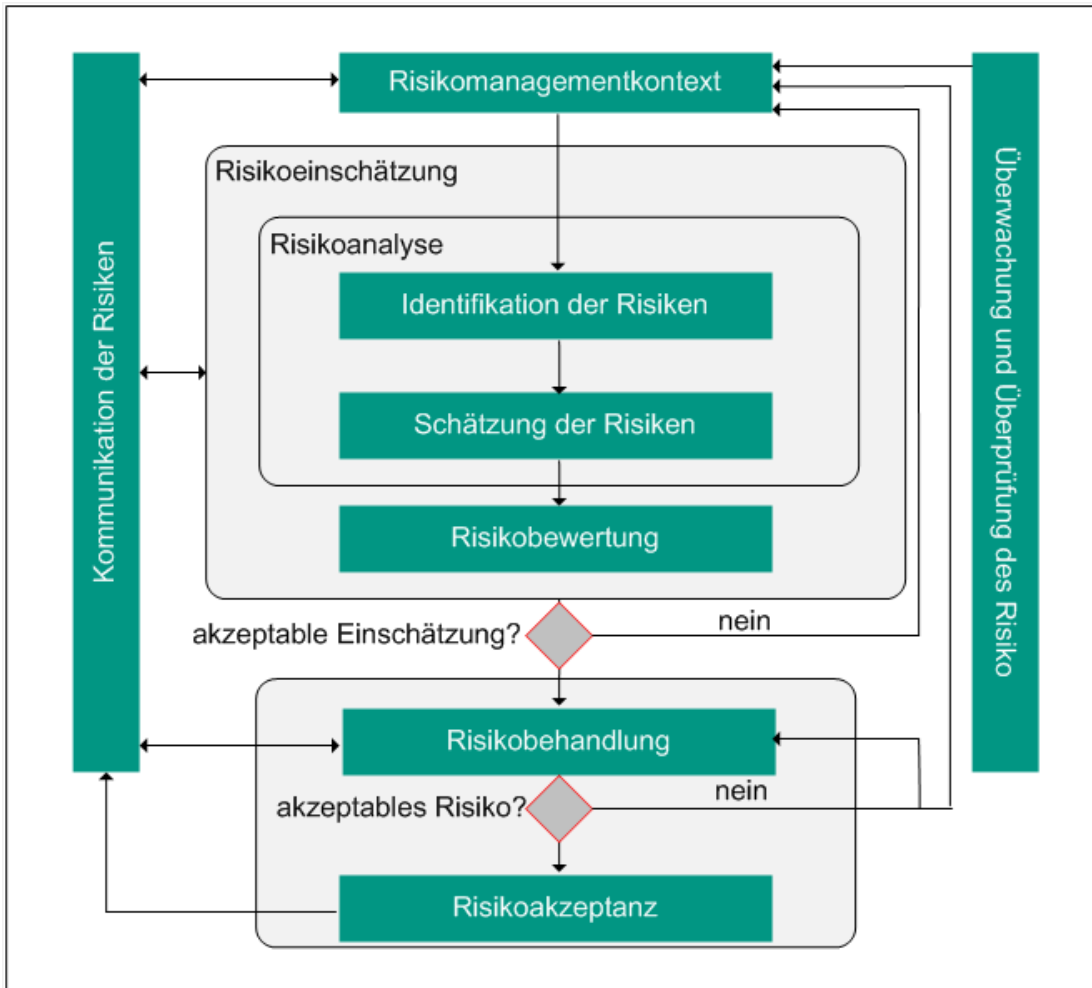 Risikomanagementkontext
Kommunikation der Risiken
Überwachung und Überprüfung des Risiko
Risikoeinschätzung
Risikoanalyse
Identifikation der Risiken
Schätzung der Risiken
Risikobewertung
akzeptable Einschätzung?
nein
Risikobehandlung
akzeptables Risiko?
nein
Risikoakzeptanz